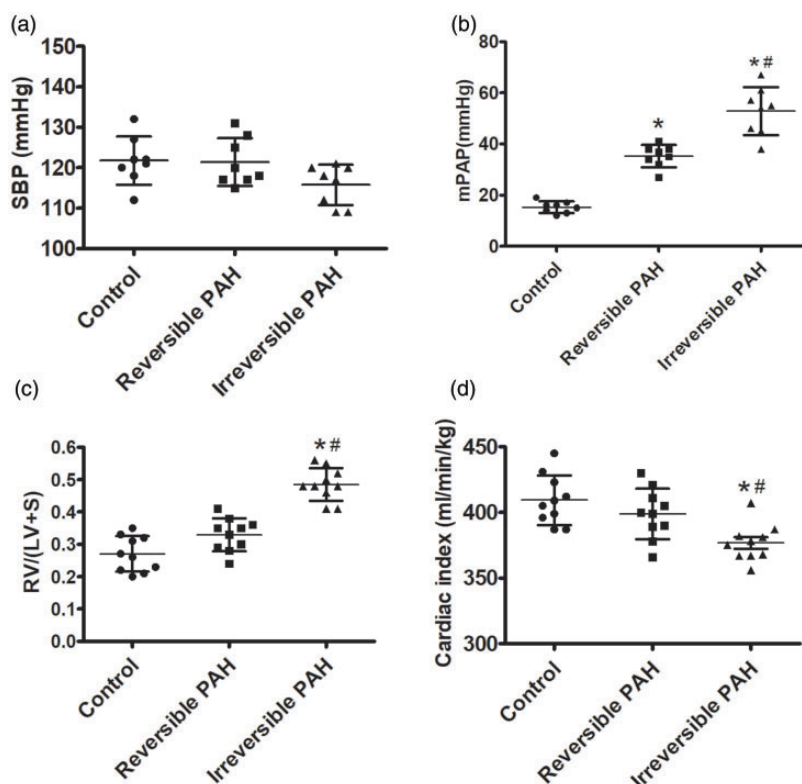 (a)
SBP (mmHg)
150
140
130
120
110
100
Control
Reversible PAH
Irreversible PAH
(b)
mPAP(mmHg)
80
60
40
20
0
*
*#
Control
Reversible PAH
Irreversible PAH
(c)
RV/(LV+S)
0.6
0.5
0.4
0.3
0.2
0.1
0.0
*#
Control
Reversible PAH
Irreversible PAH
(d)
Cardiac index (ml/min/kg)
450
400
350
300
*#
Control
Reversible PAH
Irreversible PAH